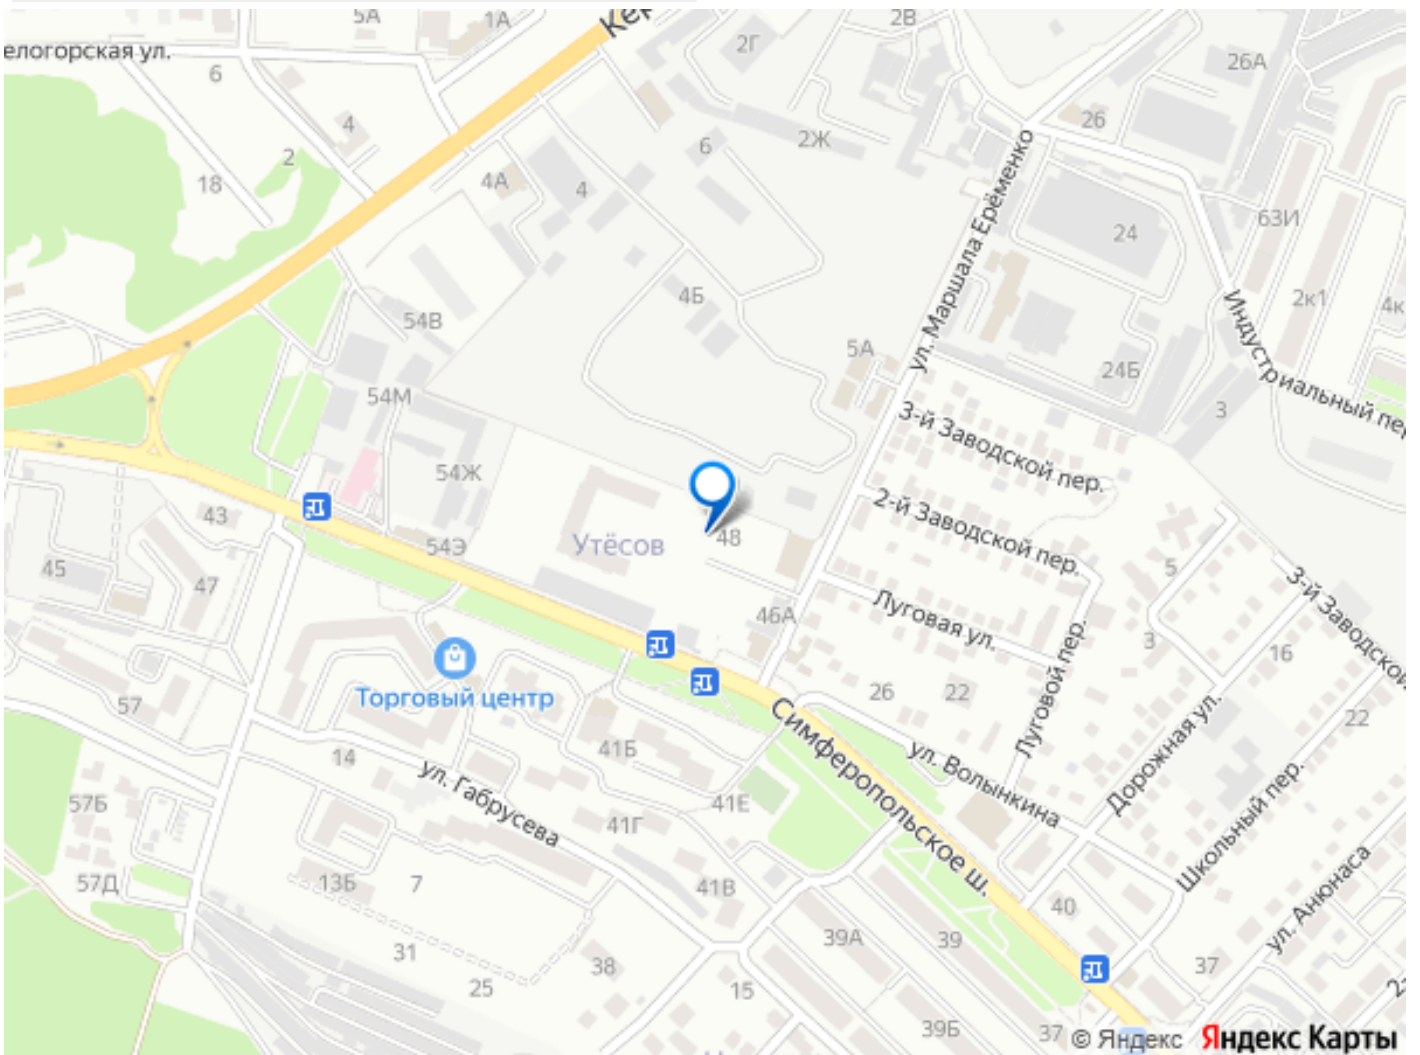 5А
1А
2В
Кер
2Г
елогорская ул.
6
26А
4
26
2Ж
6
2
18
4А
4
ул. Маршала Ерёменко
63И
24
4Б
2к1
4к
54В
5А
Индустриальный пер.
24Б
54М
3
3-й Заводской пер.
54Ж
2-й Заводской пер.
43
48
54Э
Утёсов
45
47
5
3-й Заводской
46А
Луговая ул.
3
16
Луговой пер.
Торговый центр
57
26
22
22
Симферопольское ш.
Дорожная ул.
14
41Б
ул. Волынкина
ул. Габрусева
57Б
41Е
41Г
Школьный пер.
57Д
13Б
7
41В
ул. Анюнаса
40
39А
39
31
38
25
15
37
39Б
37
© Яндекс Яндекс Карты